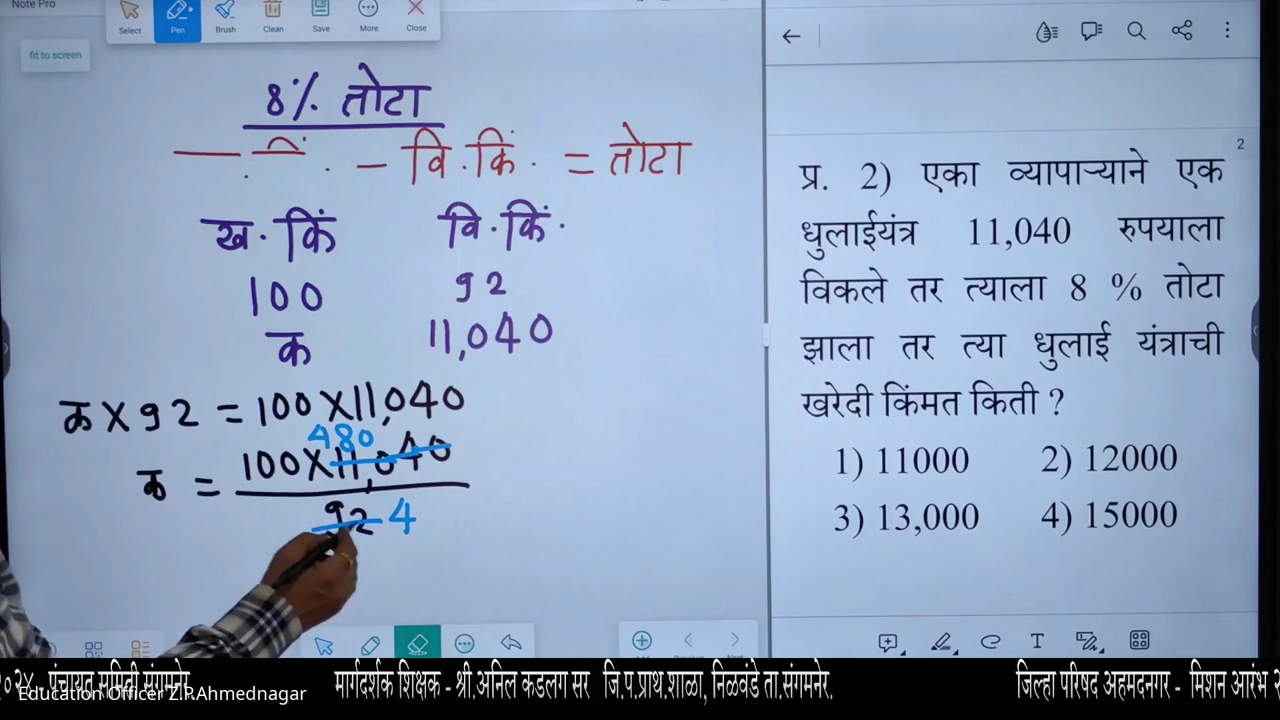 Note Pro
Select Pen Brush Clean Save More Close
fit to screen
8% तोटा
— वि.किं. = तोटा
ख.किं वि.किं.
100 92
क 11,040
क X 92 = 100 X 11,040
480
क = 100 X 11,040
92 4
2
प्र. 2) एका व्यापाऱ्याने एक
धुलाईयंत्र 11,040 रुपयाला
विकले तर त्याला 8 % तोटा
झाला तर त्या धुलाई यंत्राची
खरेदी किंमत किती ?
1) 11000 2) 12000
3) 13,000 4) 15000
पंचायत समिती संगमनेर. मार्गदर्शक शिक्षक - श्री.अनिल कडलग सर जि.प.प्राथ.शाळा, निळवंडे ता.संगमनेर. जिल्हा परिषद अहमदनगर - मिशन आरंभ
Education Officer Z.P.Ahmednagar